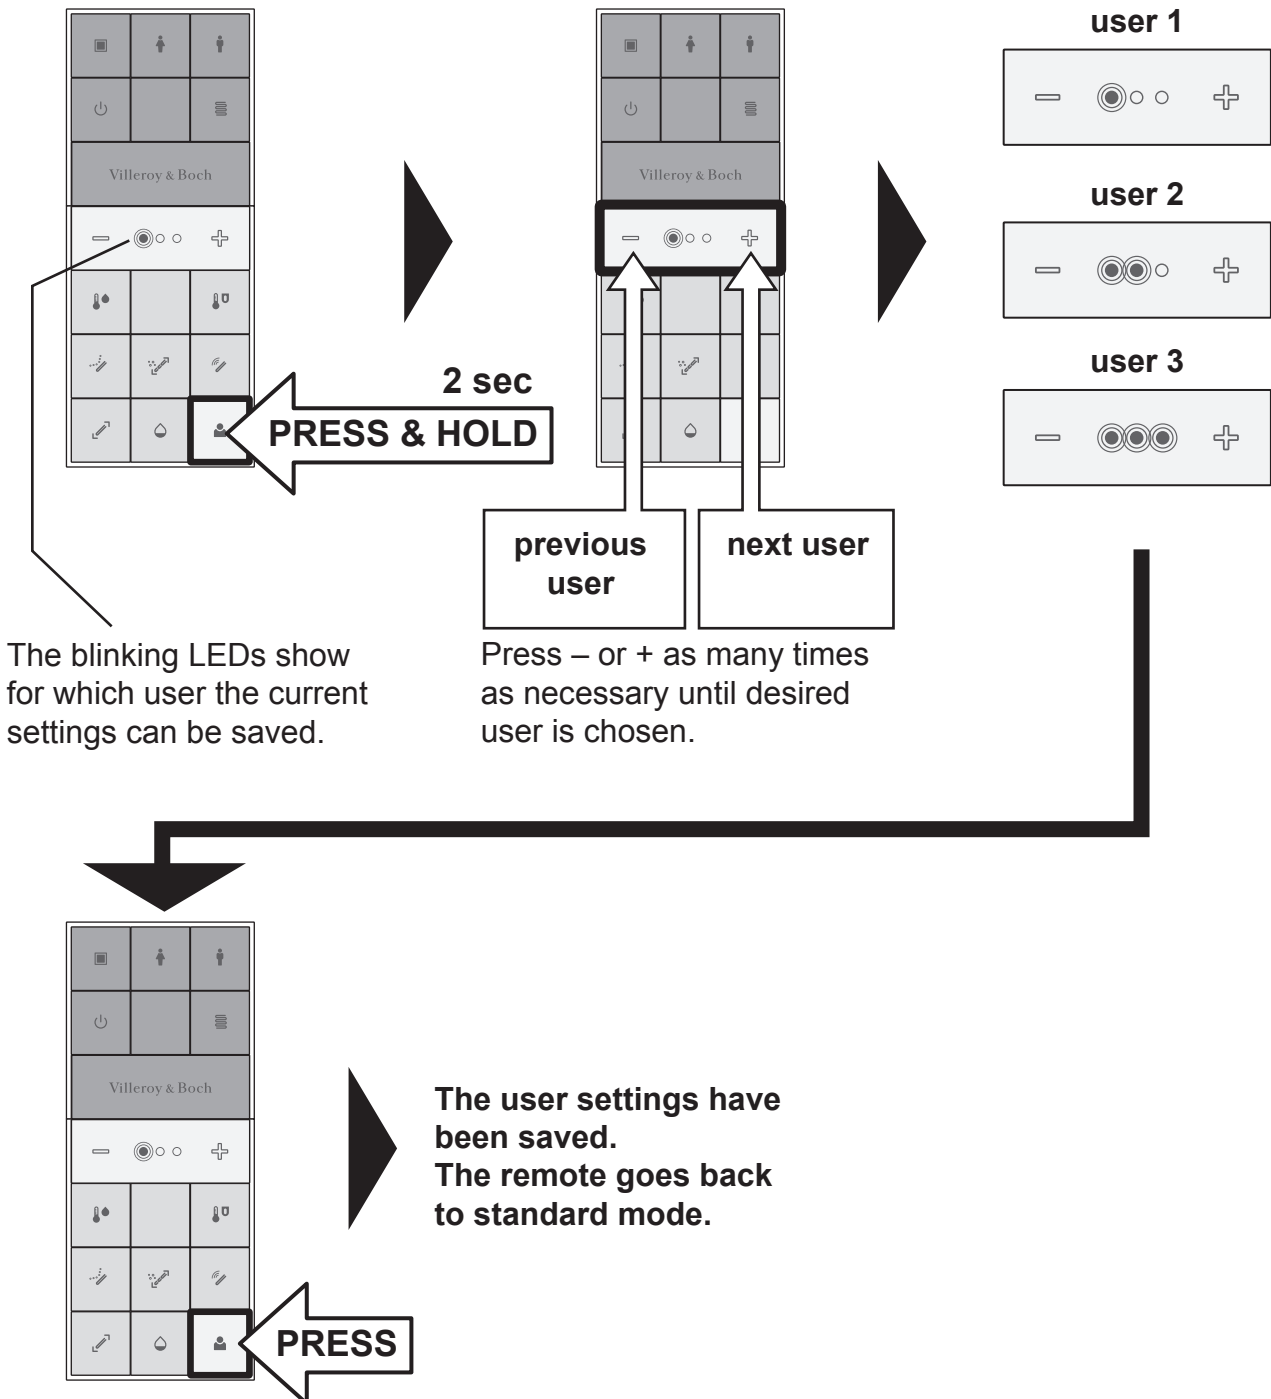 user 1
Villeroy & Boch
Villeroy & Boch
user 2
user 3
2 sec
PRESS & HOLD
previous
user
next user
The blinking LEDs show
for which user the current
settings can be saved.
Press – or + as many times
as necessary until desired
user is chosen.
Villeroy & Boch
The user settings have
been saved.
The remote goes back
to standard mode.
PRESS